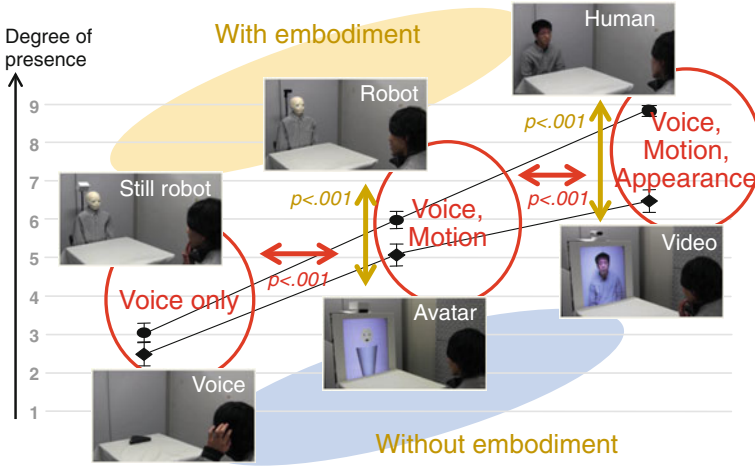 Degree of
presence
With embodiment
Human
Robot
9
8
7
6
5
4
3
2
1
p<.001
Voice,
Motion,
Appearance
Still robot
p<.001
p<.001
Voice,
Motion
p<.001
Voice only
Video
Avatar
Voice
Without embodiment